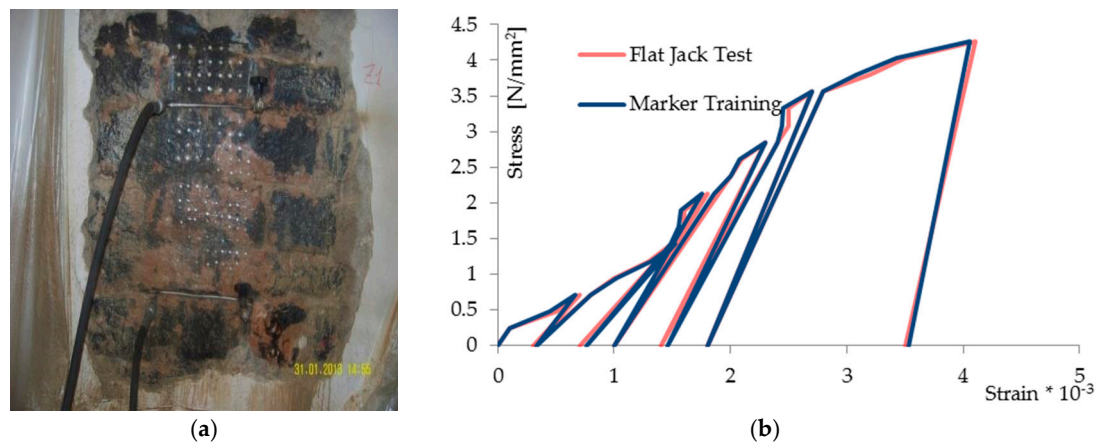 Z1
31.01.2013 14:55
(a)
Stress [N/mm²]
4.5
4
3.5
3
2.5
2
1.5
1
0.5
0
Flat Jack Test
Marker Training
0 1 2 3 4 5
Strain * 10⁻³
(b)